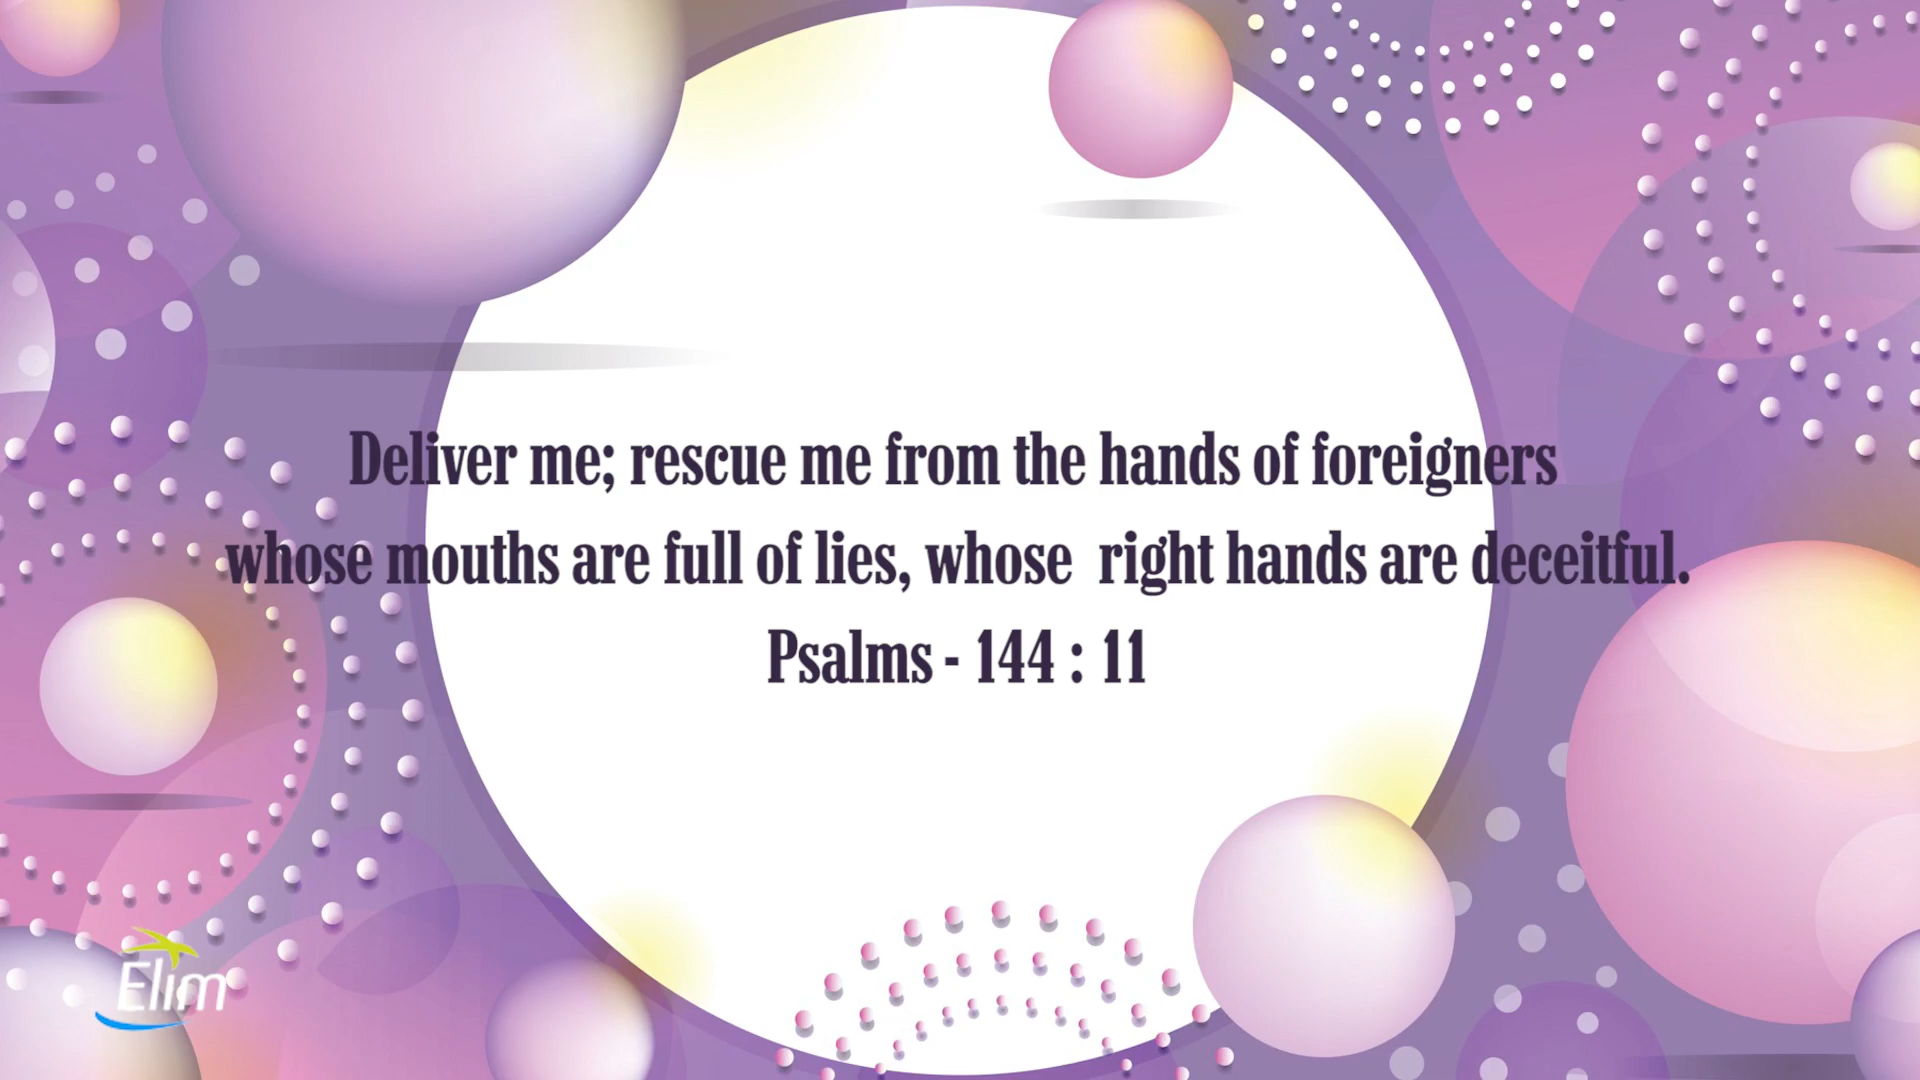 Deliver me; rescue me from the hands of foreigners
whose mouths are full of lies, whose  right hands are deceitful.
Psalms - 144 : 11
Elim